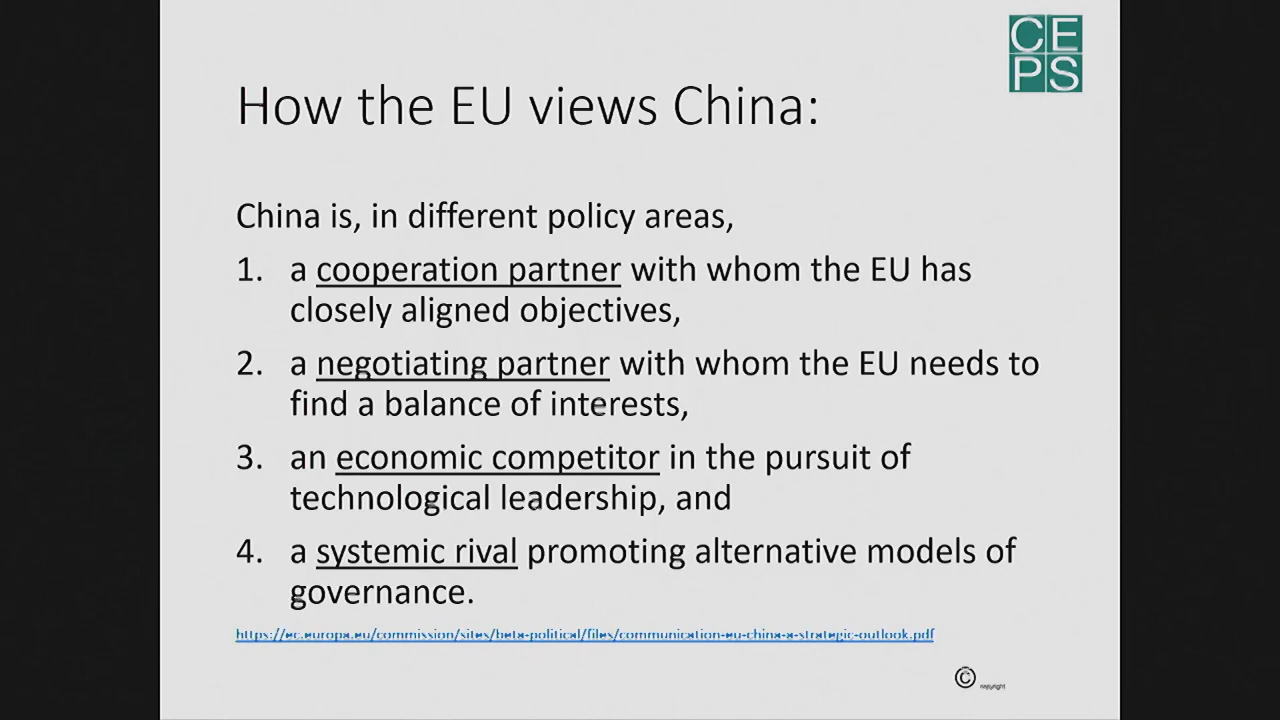 CE
PS
How the EU views China:
China is, in different policy areas,
1. a cooperation partner with whom the EU has
closely aligned objectives,
2. a negotiating partner with whom the EU needs to
find a balance of interests,
3. an economic competitor in the pursuit of
technological leadership, and
4. a systemic rival promoting alternative models of
governance.
https://ec.europa.eu/commission/sites/beta-political/files/communication-eu-china-a-strategic-outlook.pdf
© copyright